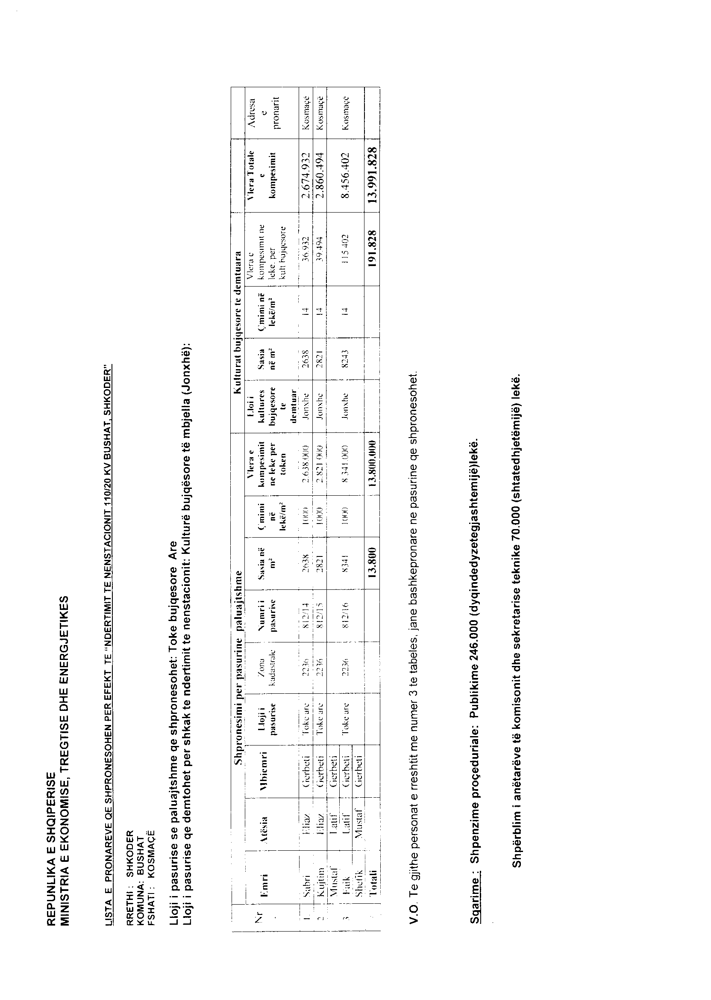 REPUNLIKA E SHQIPERISE
MINISTRIA E EKONOMISE, TREGTISE DHE ENERGJETIKES
LISTA E PRONAREVE QE SHPRONESOHEN PER EFEKT TE "NDERTIMIT TE NENSTACIONIT 110/20 KV BUSHAT, SHKODER"
RRETHI : SHKODER
KOMUNA: BUSHAT
FSHATI : KOSMAÇË
Lloji i pasurise se paluajtshme qe shpronesohet: Toke bujqesore Are
Lloji i pasurise qe demtohet per shkak te ndertimit te nenstacionit: Kulturë bujqësore të mbjella (Jonxhë):
Shpronesimi per pasurine paluajtshme Kulturat bujqesore te demtuara
Nr Emri Atësia Mbiemri Lloji i pasurise Zona kadastrale Numri i pasurise Sasia në m² Çmimi në lekë/m² Vlera e kompesimit ne leke per token Lloi i kultures bujqesore te demtuar Sasia në m² Çmimi në lekë/m² Vlera e kompesimit ne leke. per kult bujqesore Vlera Totale e kompesimit Adresa e pronarit
1. Sabri Eliaz Gerbeti Toke are 2236 812/14 2638 1000 2.638.000 Jonxhe 2638 14 36.932 2.674.932 Kosmaçë
2 Kujtim Eliaz Gerbeti Toke are 2236 812/15 2821 1000 2.821.000 Jonxhe 2821 14 39.494 2.860.494 Kosmaçë
Mustaf Latif Gerbeti
3 Faik Latif Gerbeti Toke are 2236 812/16 8341 1000 8.341.000 Jonxhe 8243 14 115.402 8.456.402 Kosmaçë
Shefik Mustaf Gerbeti
Totali 13.800 13.800.000 191.828 13.991.828
V.O. Te gjithe personat e rreshtit me numer 3 te tabeles, jane bashkepronare ne pasurine qe shpronesohet.
Sqarime : Shpenzime proçeduriale: Publikime 246.000 (dyqindedyzetegjashtemijë)lekë.
Shpërblim i anëtarëve të komisonit dhe sekretarise teknike 70.000 (shtatedhjetëmijë) lekë.